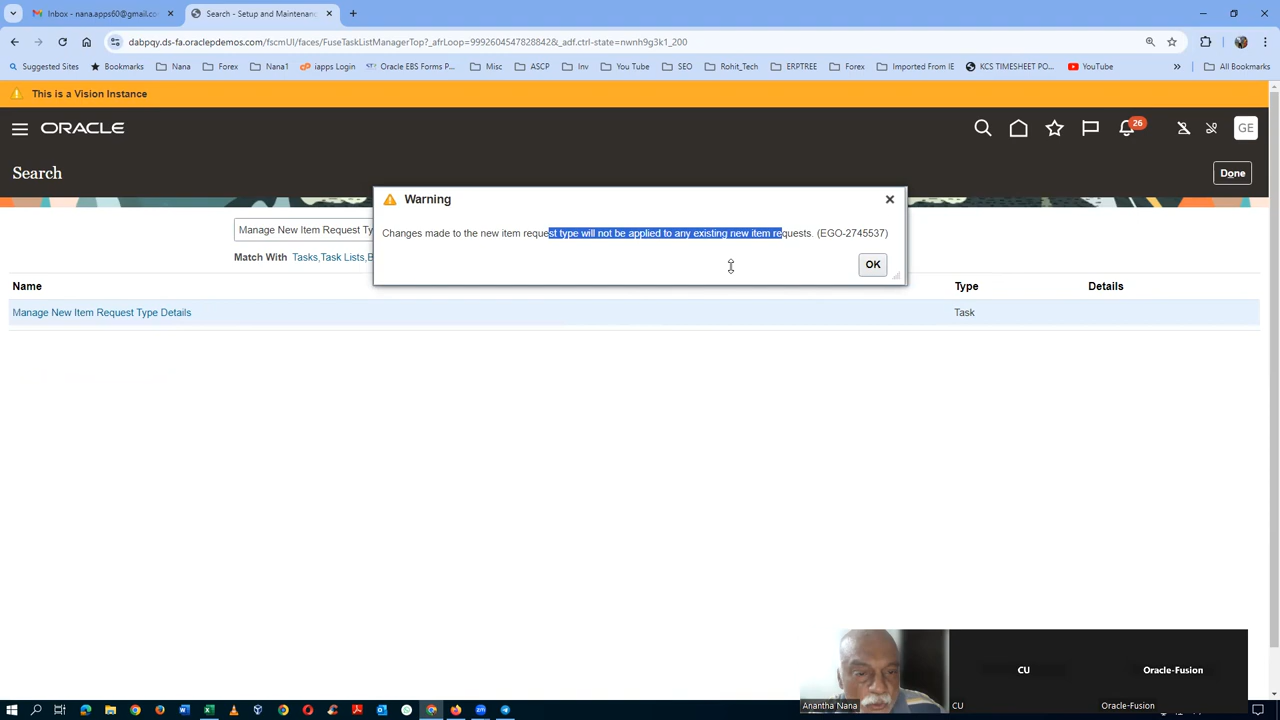 Inbox - nana.apps60@gmail.co
Search - Setup and Maintenance
dabpqy.ds-fa.oraclepdemos.com/fscmUI/faces/FuseTaskListManagerTop?_afrLoop=9992604547828842&_adf.ctrl-state=nwnh9g3k1_200
Suggested Sites
Bookmarks
Nana
Forex
Nana1
iapps Login
Oracle EBS Forms P...
Misc
ASCP
Inv
You Tube
SEO
Rohit_Tech
ERPTREE
Forex
Imported From IE
KCS TIMESHEET PO...
YouTube
All Bookmarks
This is a Vision Instance
ORACLE
26
GE
Search
Done
Warning
Changes made to the new item request type will not be applied to any existing new item requests. (EGO-2745537)
OK
Manage New Item Request Ty
Match With Tasks,Task Lists,B
Name Type Details
Manage New Item Request Type Details Task
CU
Oracle-Fusion
Anantha Nana
CU
Oracle-Fusion